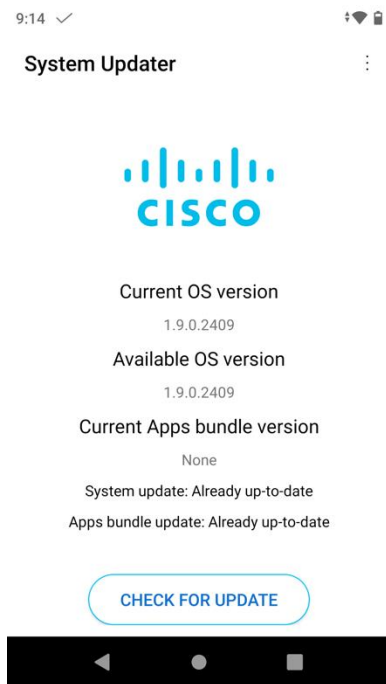 9:14
System Updater
CISCO
Current OS version
1.9.0.2409
Available OS version
1.9.0.2409
Current Apps bundle version
None
System update: Already up-to-date
Apps bundle update: Already up-to-date
CHECK FOR UPDATE